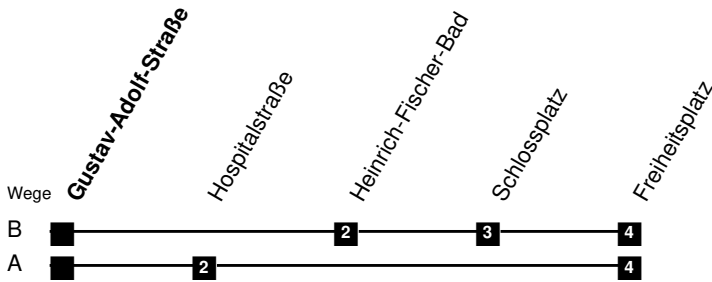 Gustav-Adolf-Straße
Hospitalstraße
Heinrich-Fischer-Bad
Schlossplatz
Freiheitsplatz
Wege
B 2 3 4
A 2 4